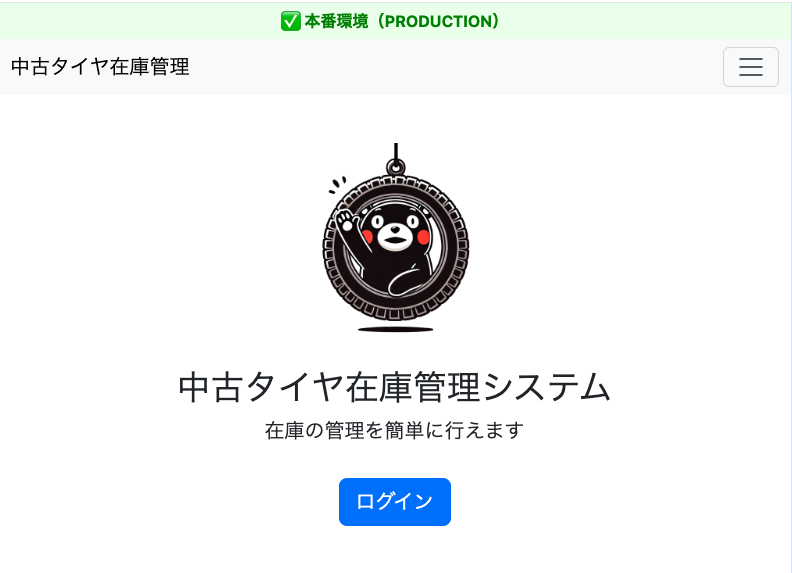 ✅ 本番環境（PRODUCTION）
中古タイヤ在庫管理
中古タイヤ在庫管理システム
在庫の管理を簡単に行えます
ログイン